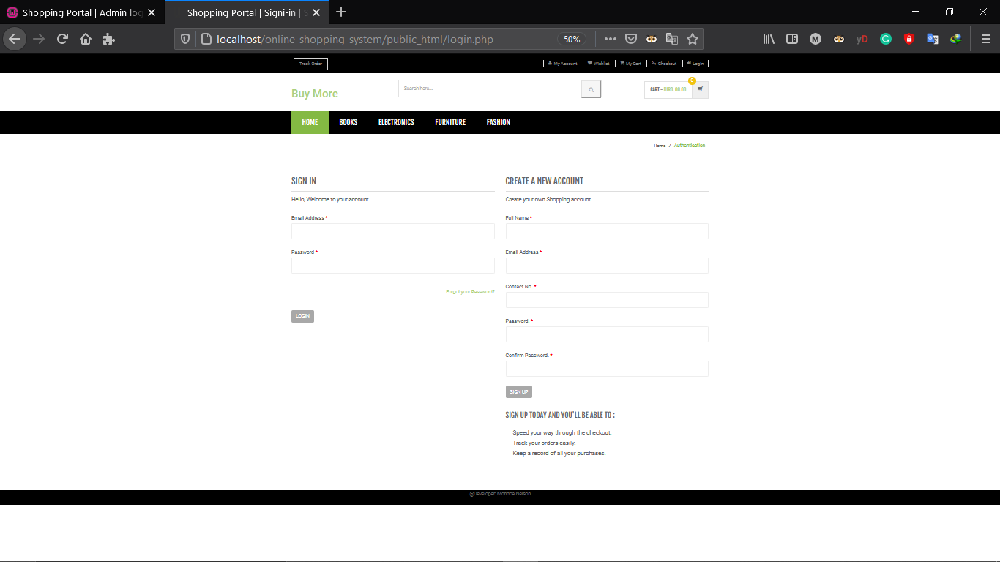 Shopping Portal | Admin log
Shopping Portal | Signi-in | S
localhost/online-shopping-system/public_html/login.php
50%
Track Order
My Account
Wishlist
My Cart
Checkout
Login
Buy More
Search here...
CART - EURO. 00.00
0
HOME
BOOKS
ELECTRONICS
FURNITURE
FASHION
Home / Authentication
SIGN IN
Hello, Welcome to your account.
Email Address *
Password *
Forgot your Password?
LOGIN
CREATE A NEW ACCOUNT
Create your own Shopping account.
Full Name *
Email Address *
Contact No. *
Password. *
Confirm Password. *
SIGN UP
SIGN UP TODAY AND YOU'LL BE ABLE TO :
Speed your way through the checkout.
Track your orders easily.
Keep a record of all your purchases.
@Developer: Mondoa Nelson